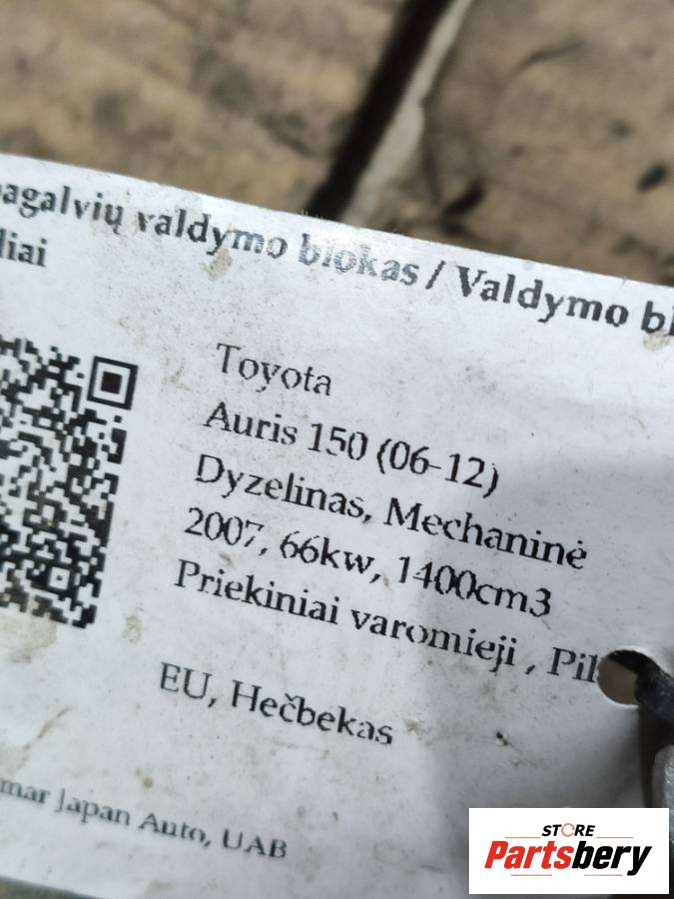 pagalvių valdymo blokas / Valdymo bl
liai
Toyota
Auris 150 (06-12)
Dyzelinas, Mechaninė
2007, 66kw, 1400cm3
Priekiniai varomieji , Pil
EU, Hečbekas
mar Japan Auto, UAB
STORE
Partsbery